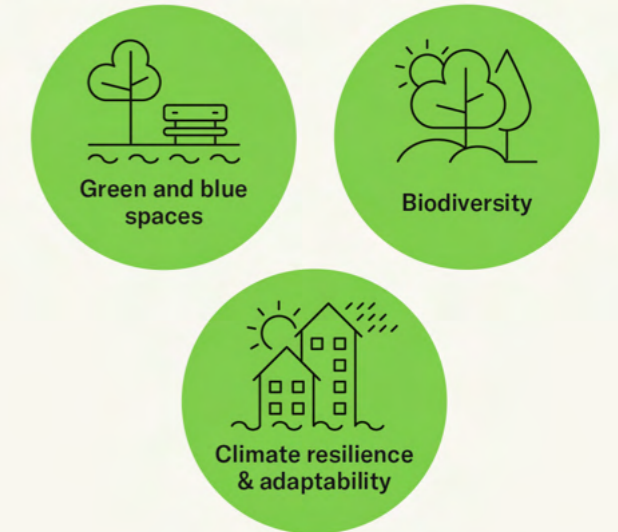 Green and blue
spaces
Biodiversity
Climate resilience
& adaptability